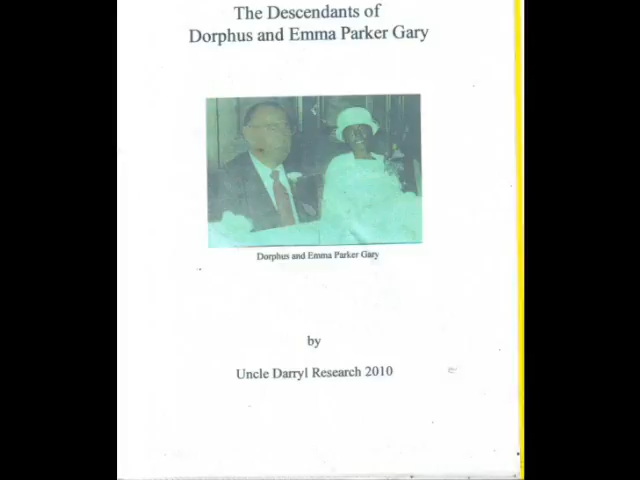 The Descendants of
Dorphus and Emma Parker Gary
Dorphus and Emma Parker Gary
by
Uncle Darryl Research 2010